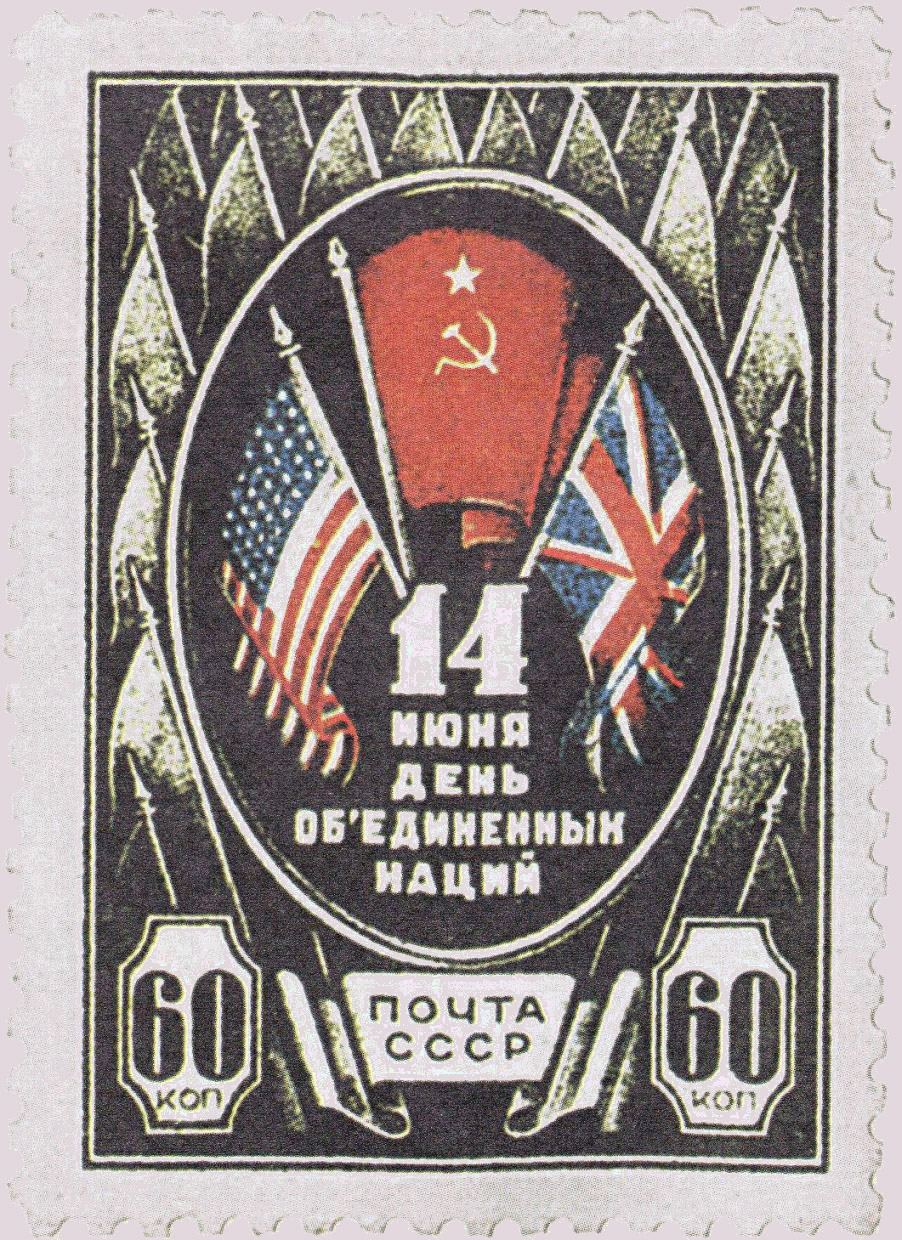 14
ИЮНЯ
ДЕНЬ
ОБ'ЕДИНЕННЫХ
НАЦИЙ
ПОЧТА
СССР
60
КОП
60
КОП